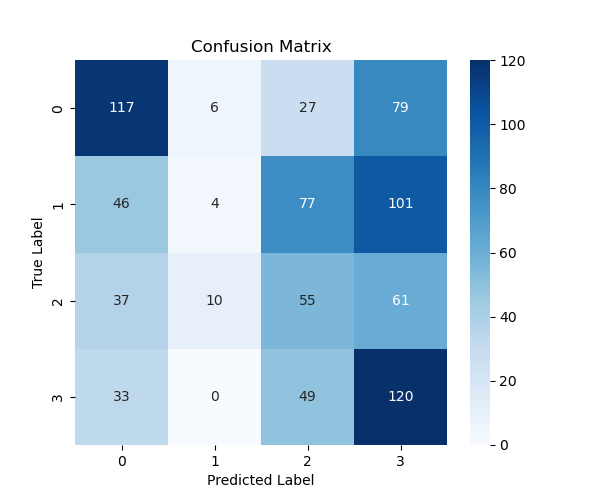 Confusion Matrix
0 117 6 27 79
1 46 4 77 101
2 37 10 55 61
3 33 0 49 120
0 1 2 3
True Label
Predicted Label
120
100
80
60
40
20
0